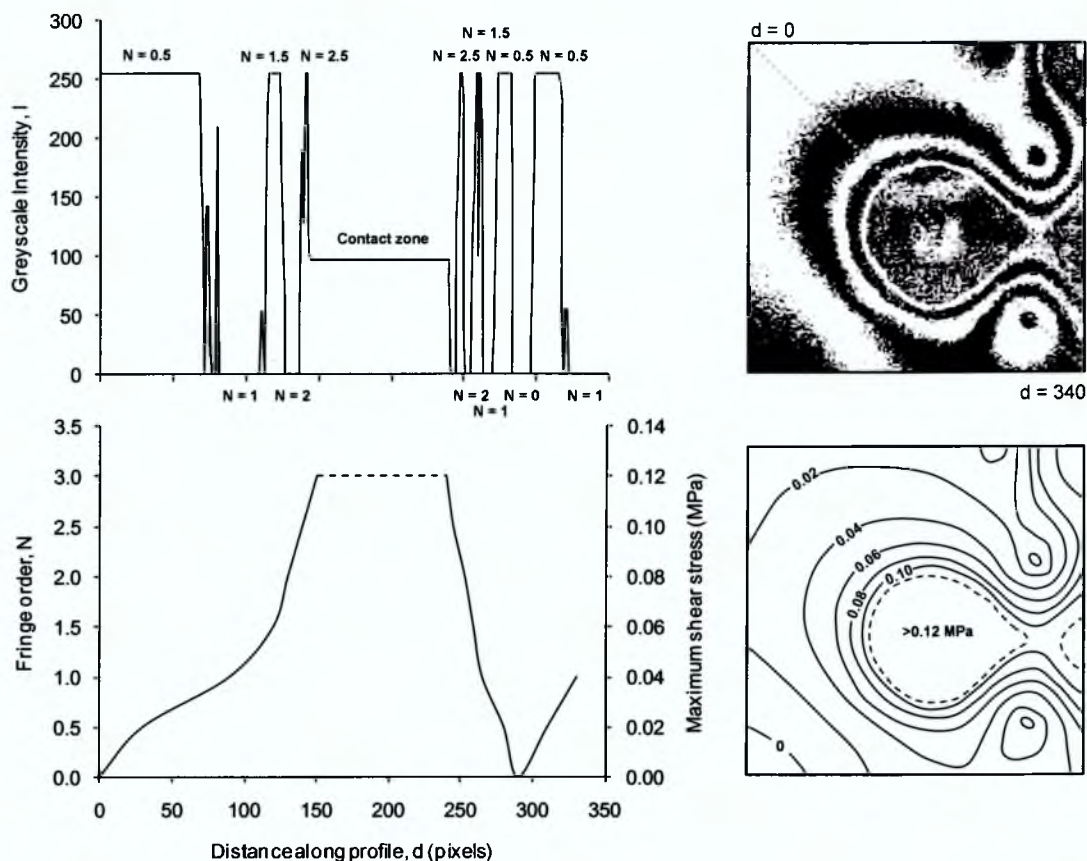 300
250
200
150
100
50
0
Greyscale Intensity, I
N = 0.5
N = 1.5
N = 2.5
N = 1.5
N = 2.5
N = 0.5
N = 0.5
Contact zone
N = 1
N = 2
N = 2
N = 1
N = 0
N = 1
d = 0
d = 340
3.5
3.0
2.5
2.0
1.5
1.0
0.5
0.0
Fringe order, N
0.14
0.12
0.10
0.08
0.06
0.04
0.02
0.00
Maximum shear stress (MPa)
0
50
100
150
200
250
300
350
Distance along profile, d (pixels)
0.02
0.04
0.06
0.08
0.10
>0.12 MPa
0
0
0